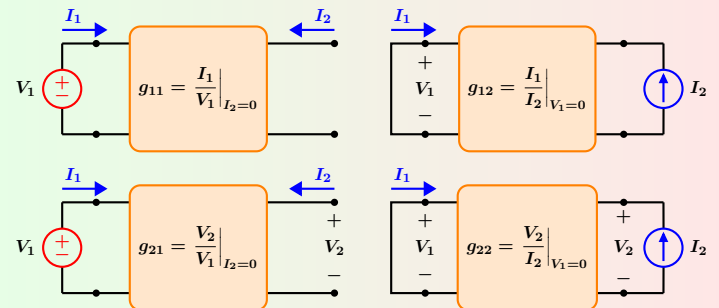 I₁ I₂ I₁
V₁ + − g₁₁ = I₁/V₁|I₂=0 + V₁ − g₁₂ = I₁/I₂|V₁=0 I₂
I₁ I₂ I₁
V₁ + − g₂₁ = V₂/V₁|I₂=0 + V₂ − + V₁ − g₂₂ = V₂/I₂|V₁=0 + V₂ − I₂